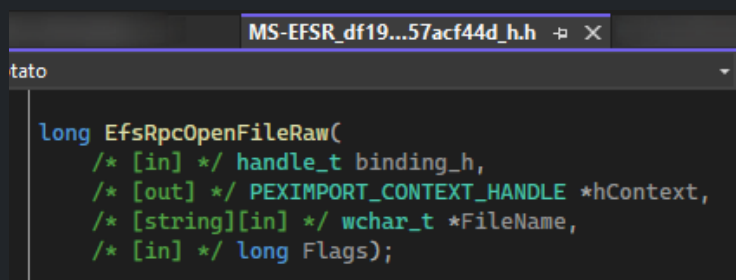 MS-EFSR_df19...57acf44d_h.h
tato
long EfsRpcOpenFileRaw(
/* [in] */ handle_t binding_h,
/* [out] */ PEXIMPORT_CONTEXT_HANDLE *hContext,
/* [string][in] */ wchar_t *FileName,
/* [in] */ long Flags);